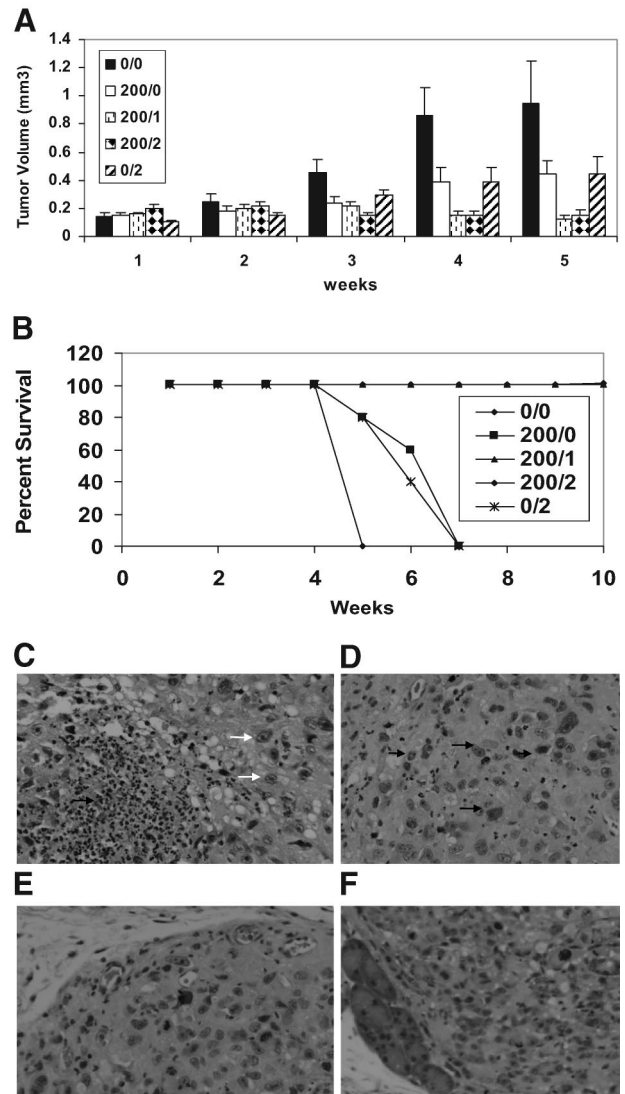 A
Tumor Volume (mm3)
1.4
1.2
1
0.8
0.6
0.4
0.2
0
0/0
200/0
200/1
200/2
0/2
1 2 3 4 5
weeks
B
Percent Survival
120
100
80
60
40
20
0
0/0
200/0
200/1
200/2
0/2
0 2 4 6 8 10
Weeks
C
D
E
F